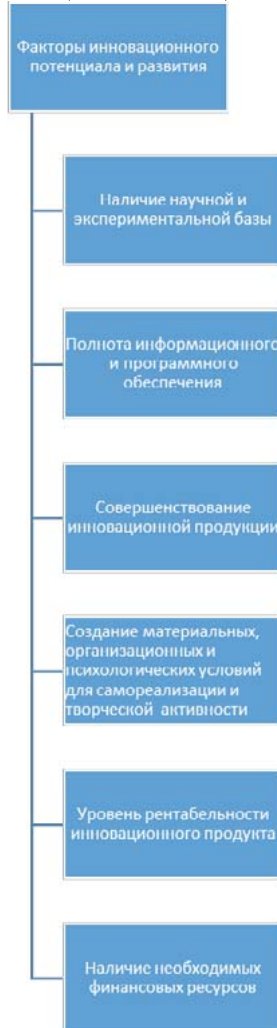 Факторы инновационного
потенциала и развития
Наличие научной и
экспериментальной базы
Полнота информационного
и программного
обеспечения
Совершенствование
инновационной продукции
Создание материальных,
организационных и
психологических условий
для самореализации и
творческой активности
Уровень рентабельности
инновационного продукта
Наличие необходимых
финансовых ресурсов